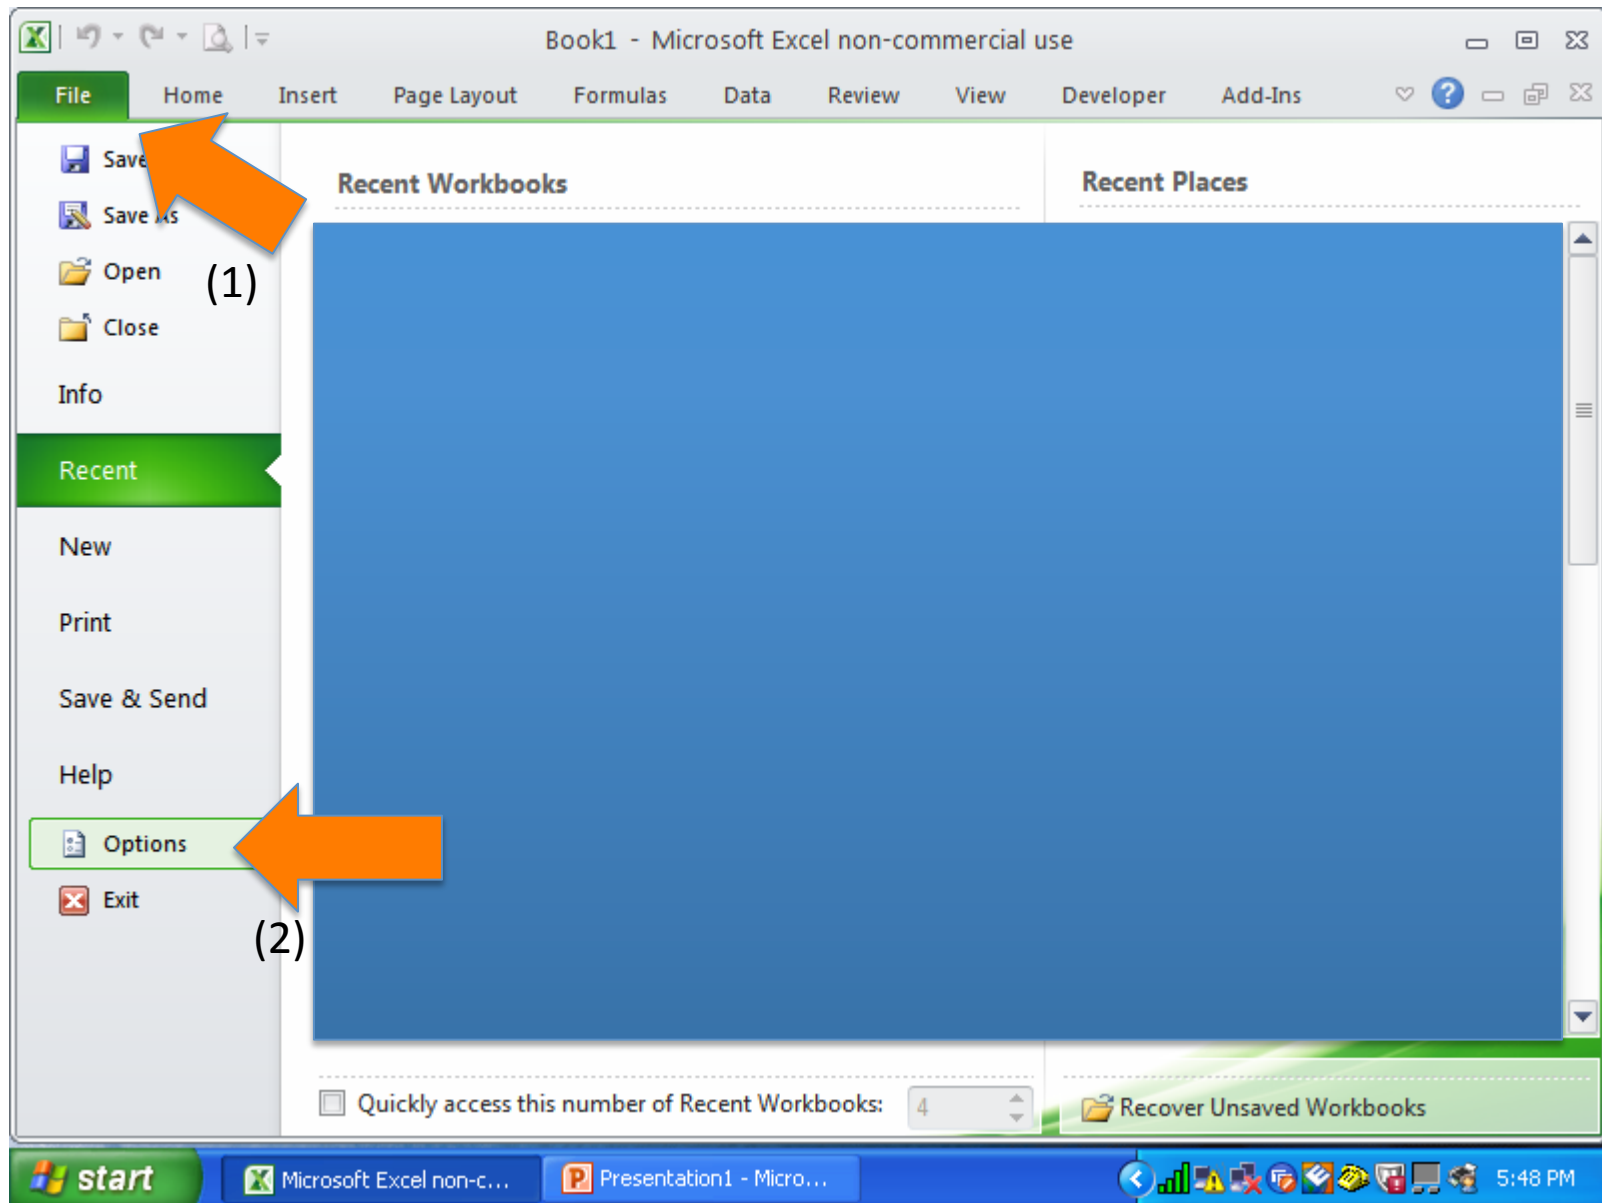 Book1 - Microsoft Excel non-commercial use
File Home Insert Page Layout Formulas Data Review View Developer Add-Ins
Save
Save As
Open
Close
Info
Recent
New
Print
Save & Send
Help
Options
Exit
(1)
(2)
Recent Workbooks
Recent Places
Quickly access this number of Recent Workbooks: 4
Recover Unsaved Workbooks
start Microsoft Excel non-c... Presentation1 - Micro... 5:48 PM